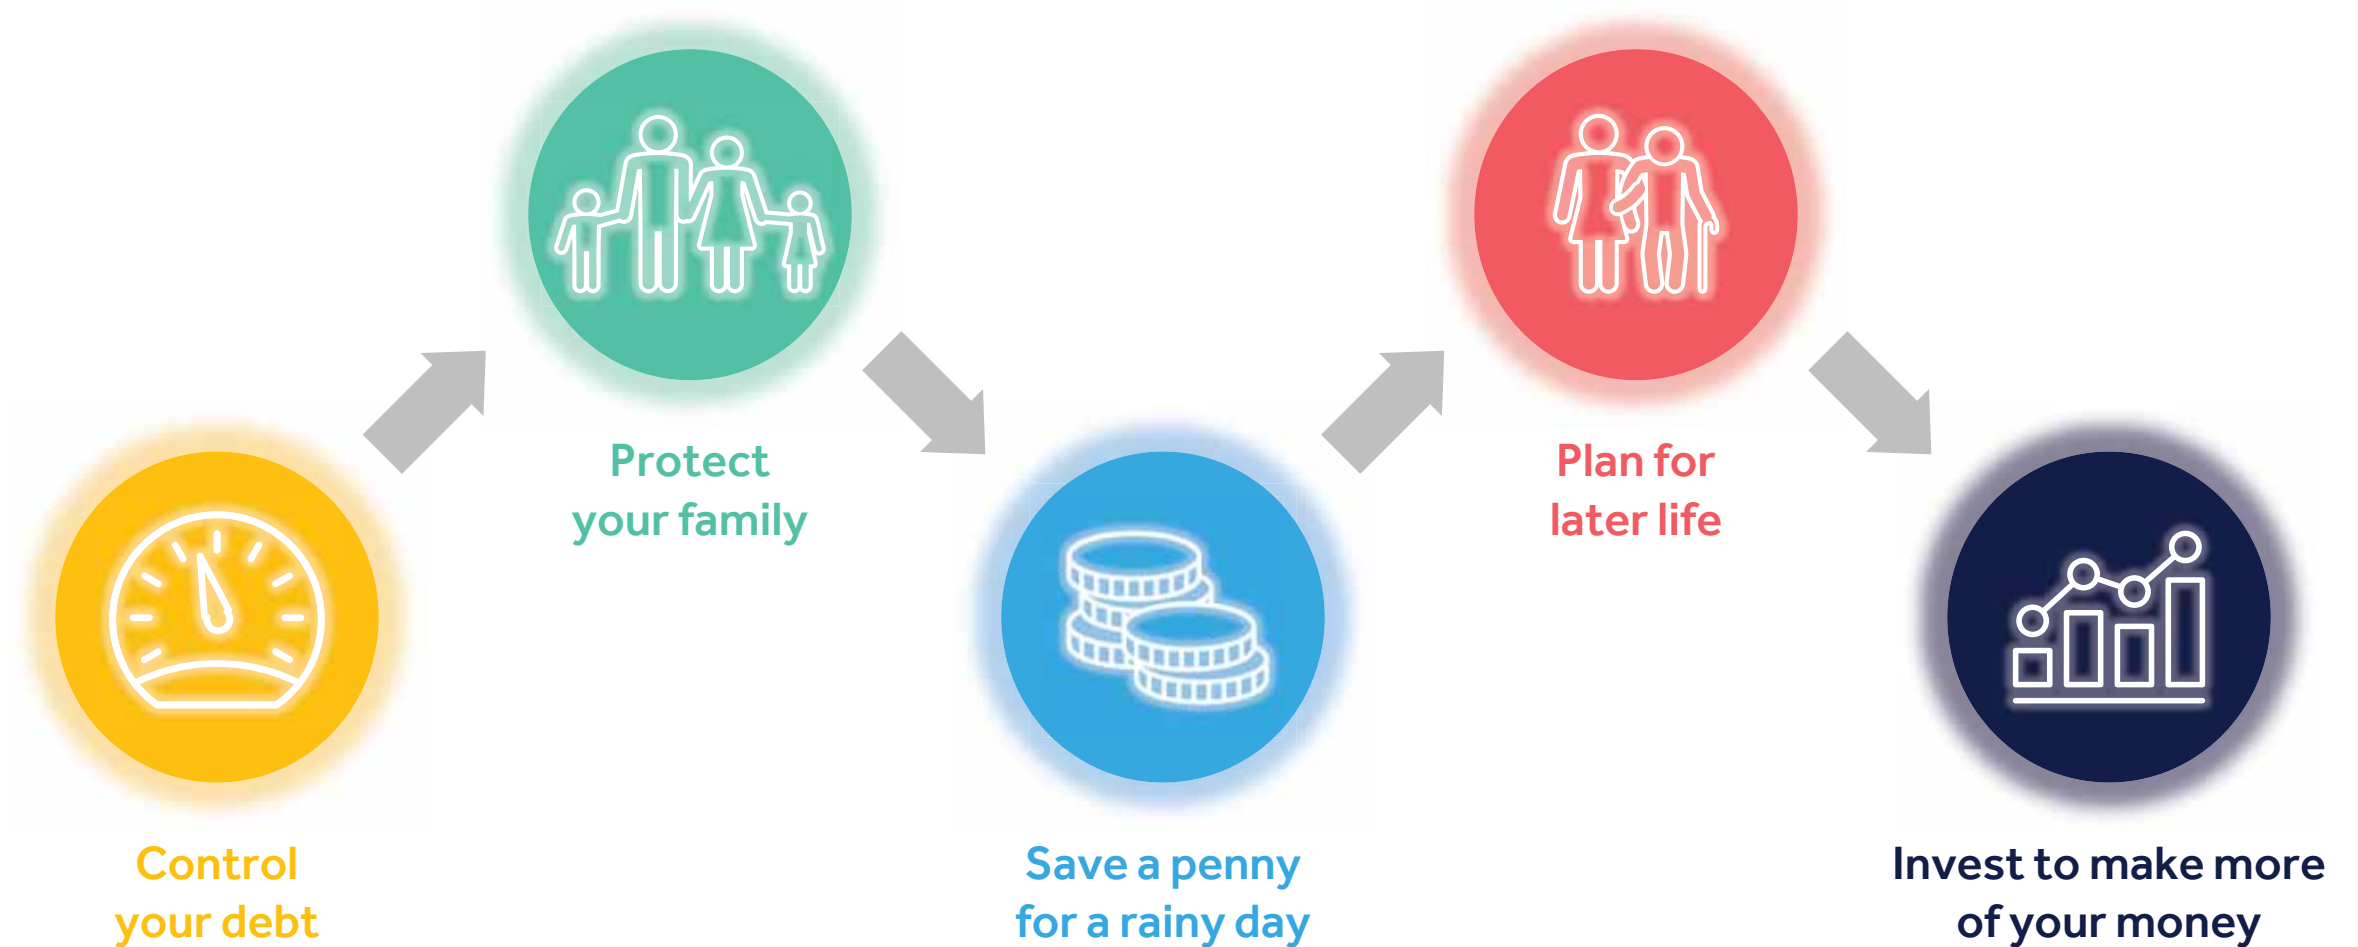 Control
your debt
Protect
your family
Save a penny
for a rainy day
Plan for
later life
Invest to make more
of your money